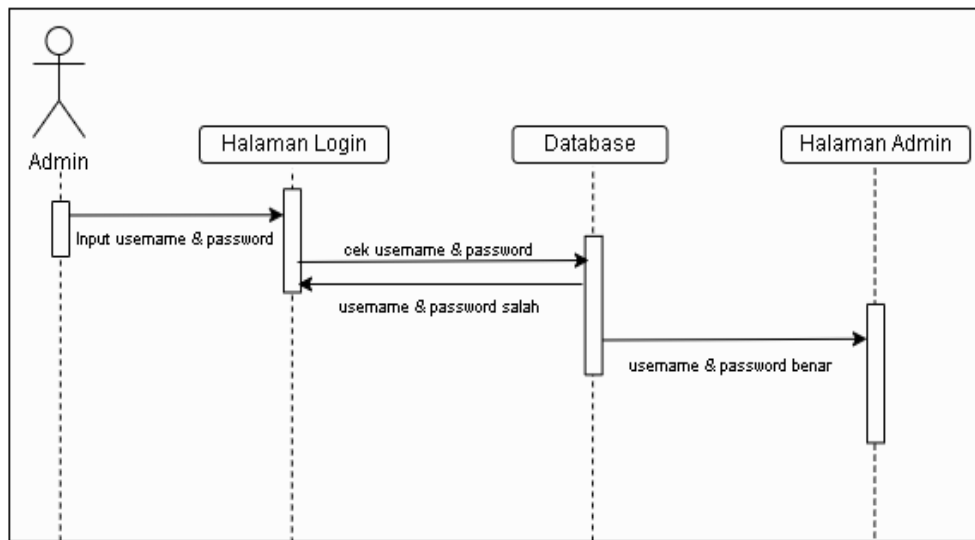 Admin
Halaman Login
Database
Halaman Admin
Input username & password
cek username & password
username & password salah
username & password benar